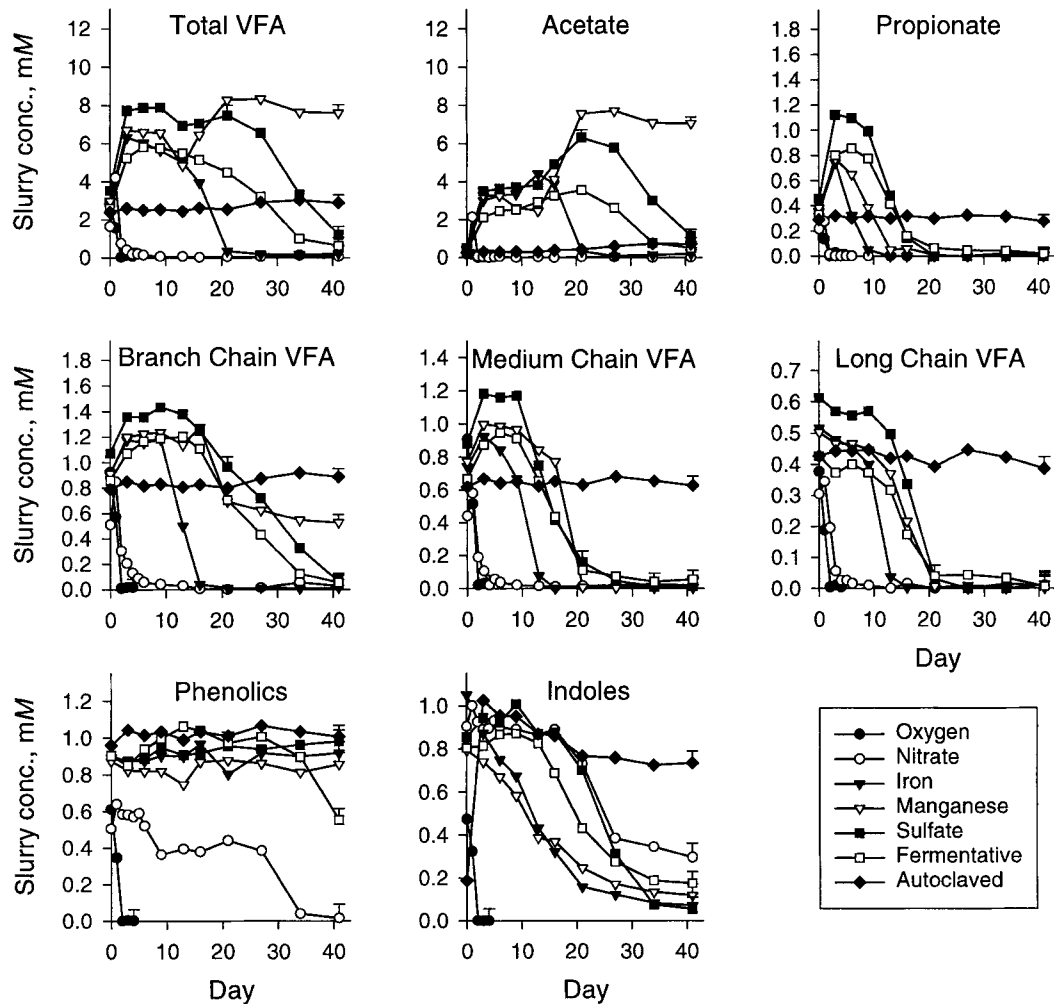 Total VFA
Acetate
Propionate
Slurry conc., mM
12
10
8
6
4
2
0
0 10 20 30 40
12
10
8
6
4
2
0
0 10 20 30 40
1.8
1.6
1.4
1.2
1.0
0.8
0.6
0.4
0.2
0.0
0 10 20 30 40
Branch Chain VFA
Medium Chain VFA
Long Chain VFA
Slurry conc., mM
1.8
1.6
1.4
1.2
1.0
0.8
0.6
0.4
0.2
0.0
0 10 20 30 40
1.4
1.2
1.0
0.8
0.6
0.4
0.2
0.0
0 10 20 30 40
0.7
0.6
0.5
0.4
0.3
0.2
0.1
0.0
0 10 20 30 40
Day
Phenolics
Indoles
Slurry conc., mM
1.2
1.0
0.8
0.6
0.4
0.2
0.0
0 10 20 30 40
Day
1.0
0.8
0.6
0.4
0.2
0.0
0 10 20 30 40
Day
Oxygen
Nitrate
Iron
Manganese
Sulfate
Fermentative
Autoclaved